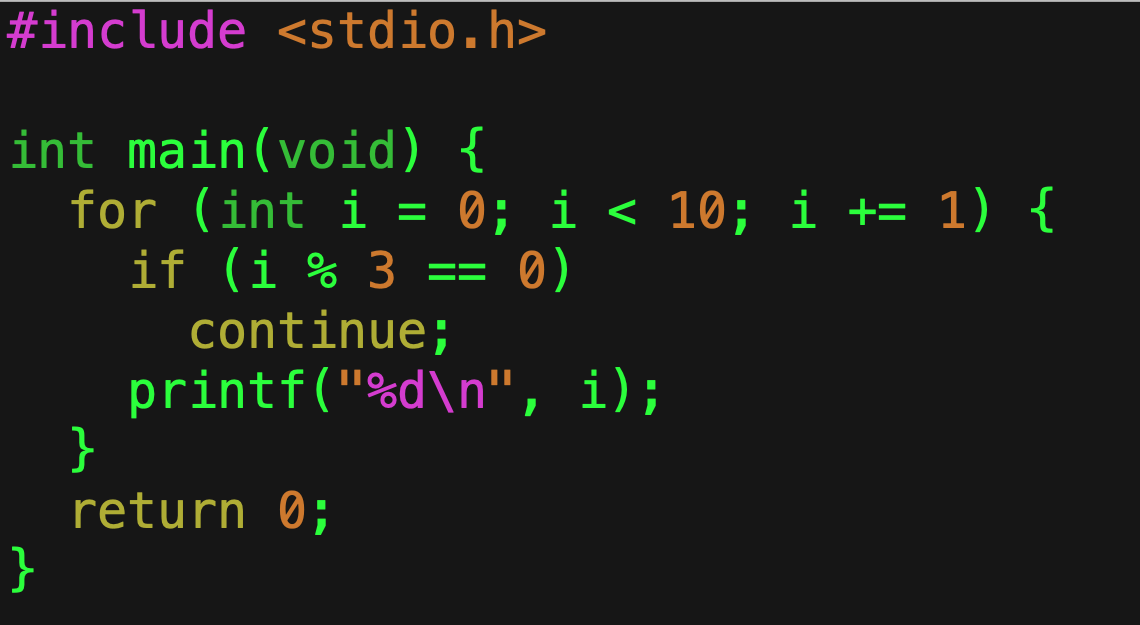 #include <stdio.h>

int main(void) {
  for (int i = 0; i < 10; i += 1) {
    if (i % 3 == 0)
      continue;
    printf("%d\n", i);
  }
  return 0;
}